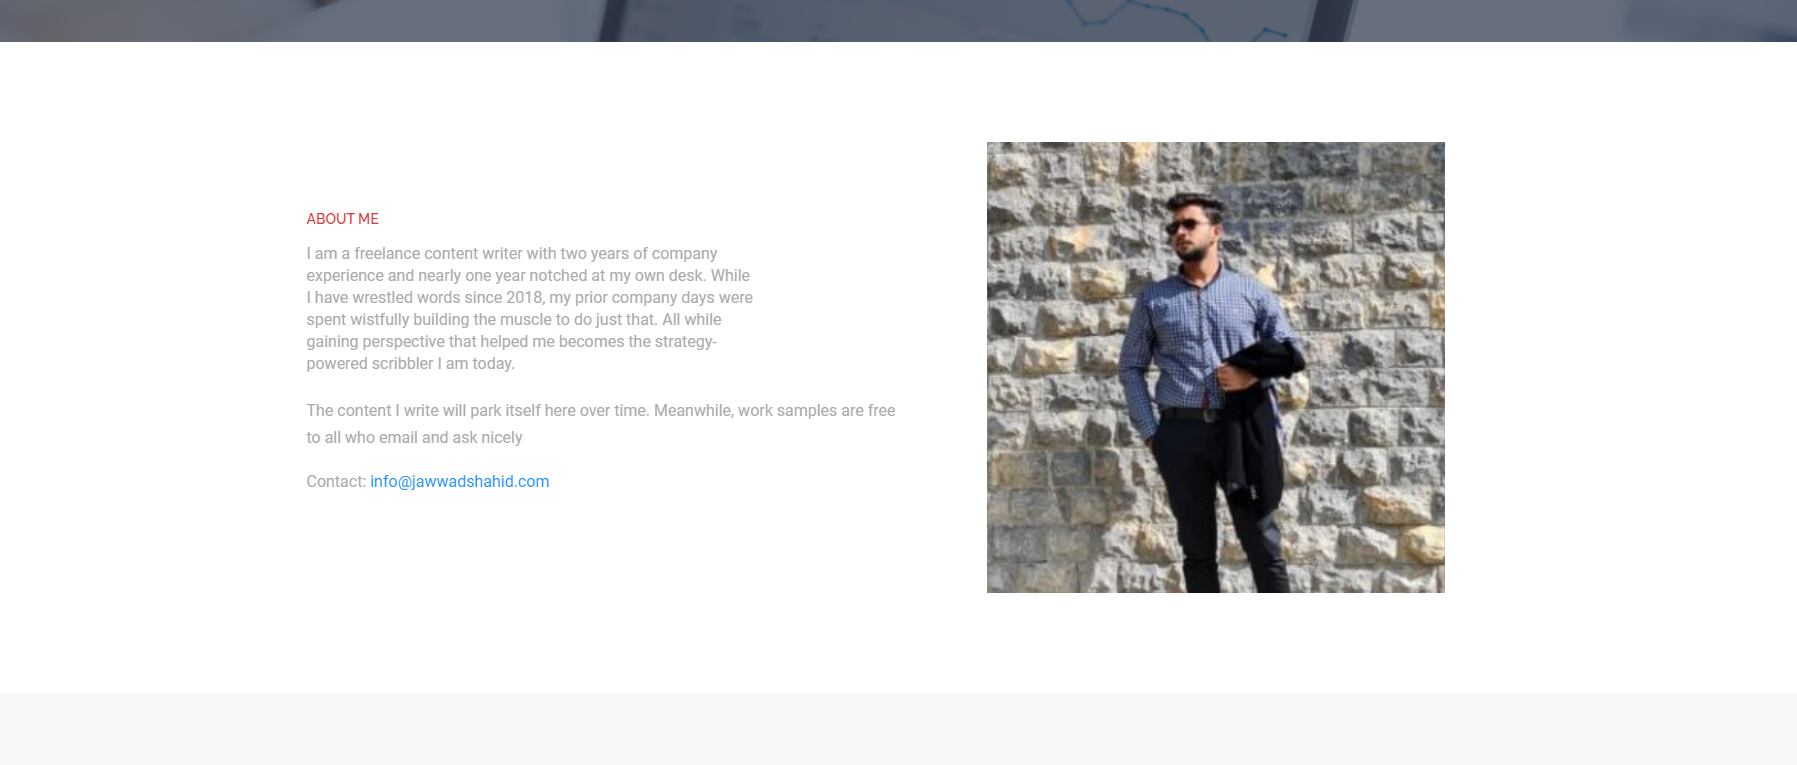 ABOUT ME
I am a freelance content writer with two years of company
experience and nearly one year notched at my own desk. While
I have wrestled words since 2018, my prior company days were
spent wistfully building the muscle to do just that. All while
gaining perspective that helped me becomes the strategy-
powered scribbler I am today.
The content I write will park itself here over time. Meanwhile, work samples are free
to all who email and ask nicely
Contact: info@jawwadshahid.com